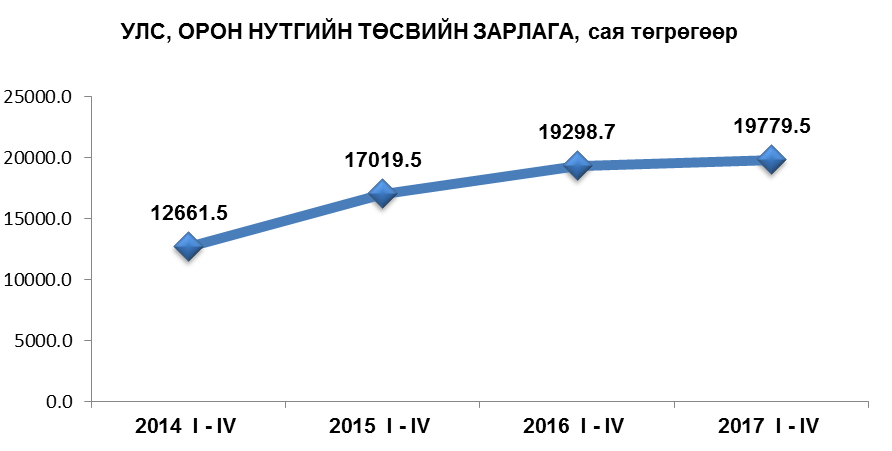 УЛС, ОРОН НУТГИЙН ТӨСВИЙН ЗАРЛАГА, сая төгрөгөөр
25000.0
20000.0
15000.0
10000.0
5000.0
0.0
12661.5
17019.5
19298.7
19779.5
2014 I - IV
2015 I - IV
2016 I - IV
2017 I - IV